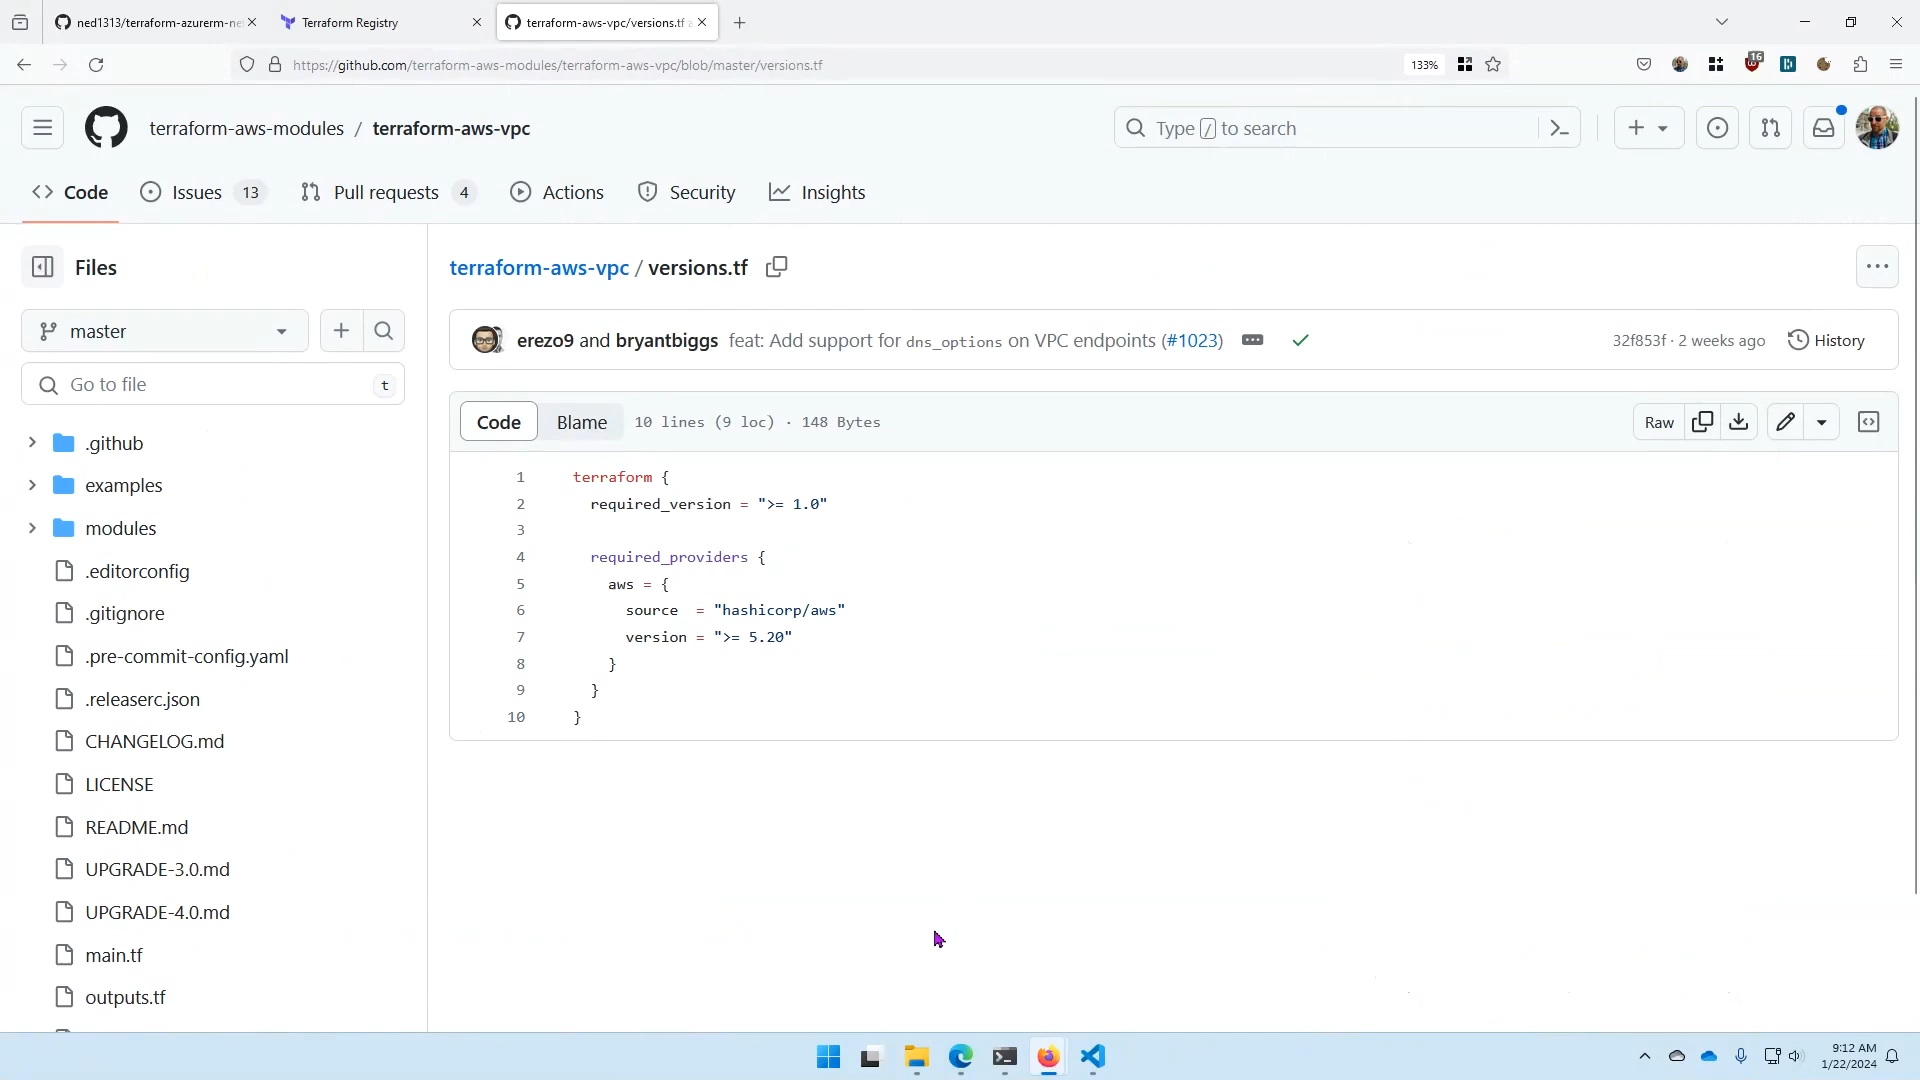 ned1313/terraform-azurerm-ne
Terraform Registry
terraform-aws-vpc/versions.tf a
https://github.com/terraform-aws-modules/terraform-aws-vpc/blob/master/versions.tf
133%
16
terraform-aws-modules / terraform-aws-vpc
Type / to search
Code
Issues 13
Pull requests 4
Actions
Security
Insights
Files
master
Go to file
t
.github
examples
modules
.editorconfig
.gitignore
.pre-commit-config.yaml
.releaserc.json
CHANGELOG.md
LICENSE
README.md
UPGRADE-3.0.md
UPGRADE-4.0.md
main.tf
outputs.tf
terraform-aws-vpc / versions.tf
erezo9 and bryantbiggs feat: Add support for dns_options on VPC endpoints (#1023)
32f853f · 2 weeks ago
History
Code
Blame
10 lines (9 loc) · 148 Bytes
Raw
1 terraform {
2 required_version = ">= 1.0"
3
4 required_providers {
5 aws = {
6 source = "hashicorp/aws"
7 version = ">= 5.20"
8 }
9 }
10 }
9:12 AM
1/22/2024